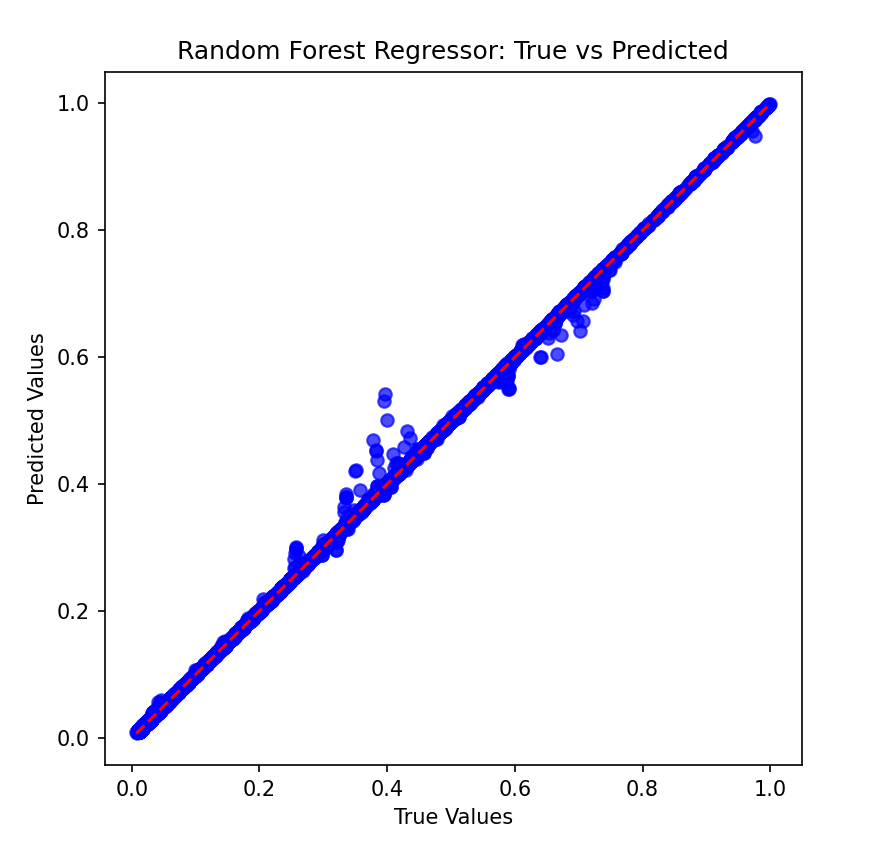 Random Forest Regressor: True vs Predicted
Predicted Values
1.0
0.8
0.6
0.4
0.2
0.0
0.0 0.2 0.4 0.6 0.8 1.0
True Values